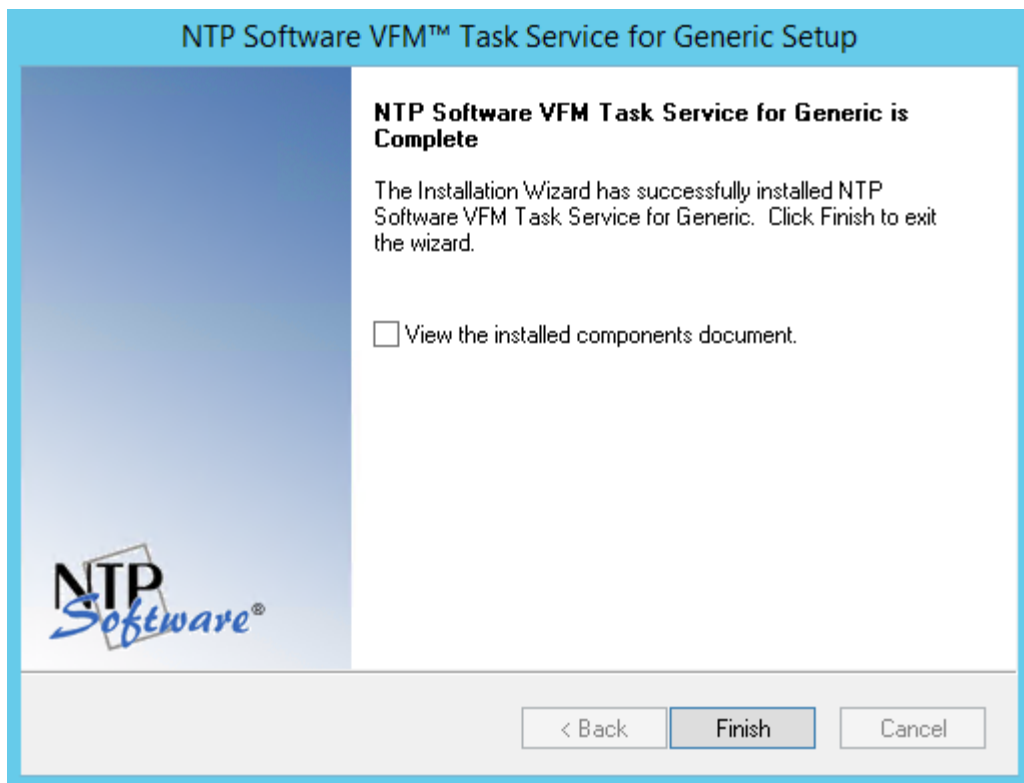 NTP Software VFM™ Task Service for Generic Setup
NTP Software VFM Task Service for Generic is
Complete
The Installation Wizard has successfully installed NTP
Software VFM Task Service for Generic.  Click Finish to exit
the wizard.
View the installed components document.
NTP
Software®
< Back
Finish
Cancel